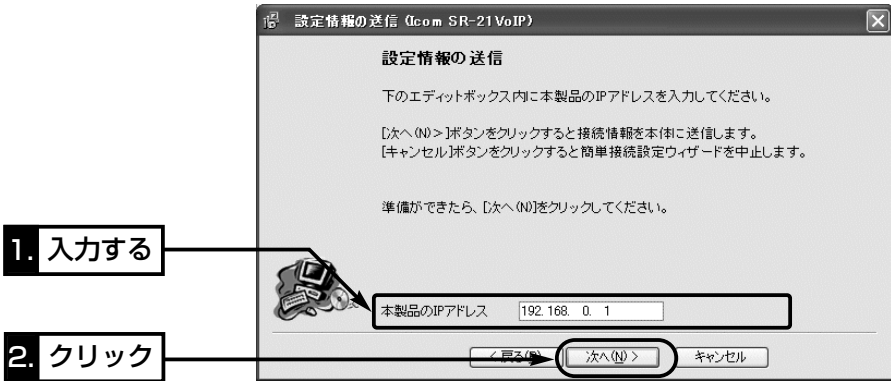 設定情報の送信 (Icom SR-21VoIP)
設定情報の送信
下のエディットボックス内に本製品のIPアドレスを入力してください。
[次へ(N)>]ボタンをクリックすると接続情報を本体に送信します。
[キャンセル]ボタンをクリックすると簡単接続設定ウィザードを中止します。
準備ができたら、[次へ(N)]をクリックしてください。
1. 入力する
本製品のIPアドレス 192. 168. 0. 1
2. クリック
< 戻る(B) 次へ(N) > キャンセル